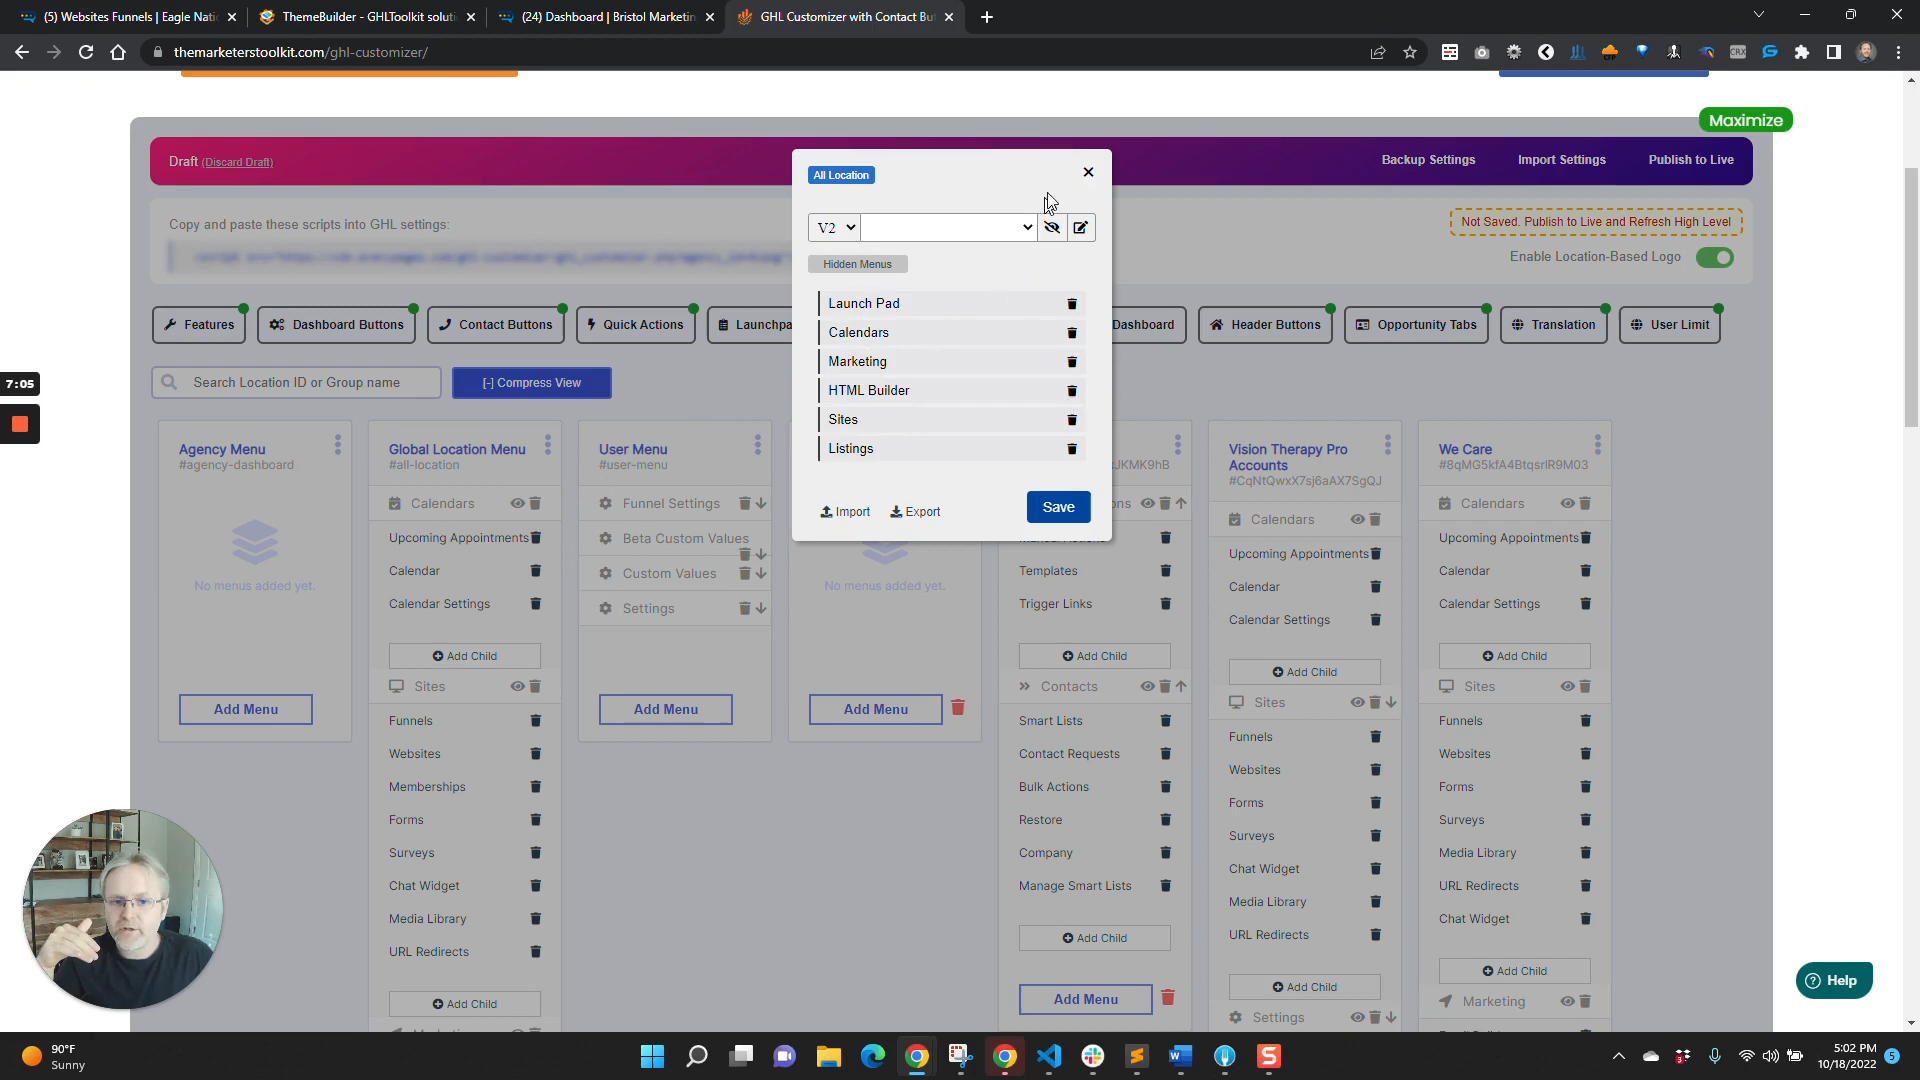 (5) Websites Funnels | Eagle Nati
ThemeBuilder - GHLToolkit soluti
(24) Dashboard | Bristol Marketin
GHL Customizer with Contact Bu
themarketerstoolkit.com/ghl-customizer/
Maximize
Draft (Discard Draft)
Backup Settings
Import Settings
Publish to Live
Copy and paste these scripts into GHL settings:
Not Saved. Publish to Live and Refresh High Level
Enable Location-Based Logo
Features
Dashboard Buttons
Contact Buttons
Quick Actions
Launchpa
Dashboard
Header Buttons
Opportunity Tabs
Translation
User Limit
All Location
V2
Hidden Menus
Launch Pad
Calendars
Marketing
HTML Builder
Sites
Listings
Import
Export
Save
7:05
Search Location ID or Group name
[-] Compress View
Agency Menu
#agency-dashboard
No menus added yet.
Add Menu
Global Location Menu
#all-location
Calendars
Upcoming Appointments
Calendar
Calendar Settings
Add Child
Sites
Funnels
Websites
Memberships
Forms
Surveys
Chat Widget
Media Library
URL Redirects
Add Child
User Menu
#user-menu
Funnel Settings
Beta Custom Values
Custom Values
Settings
Add Menu
No menus added yet.
Add Menu
JKMK9hB
ons
Templates
Trigger Links
Add Child
Contacts
Smart Lists
Contact Requests
Bulk Actions
Restore
Company
Manage Smart Lists
Add Child
Add Menu
Vision Therapy Pro
Accounts
#CqNtQwxX7sj6aAX7SgQJ
Calendars
Upcoming Appointments
Calendar
Calendar Settings
Add Child
Sites
Funnels
Websites
Forms
Surveys
Chat Widget
Media Library
URL Redirects
Add Child
Settings
We Care
#8qMG5kfA4BtqsrlR9M03
Calendars
Upcoming Appointments
Calendar
Calendar Settings
Add Child
Sites
Funnels
Websites
Forms
Surveys
Media Library
URL Redirects
Chat Widget
Add Child
Marketing
Help
90°F
Sunny
5:02 PM
10/18/2022
5